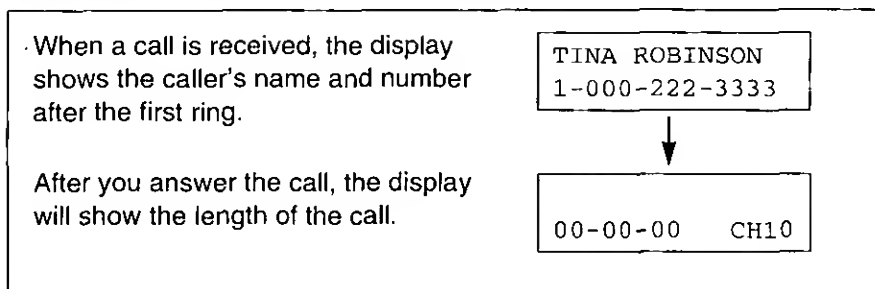 When a call is received, the display
shows the caller's name and number
after the first ring.
After you answer the call, the display
will show the length of the call.
TINA ROBINSON
1-000-222-3333
00-00-00 CH10